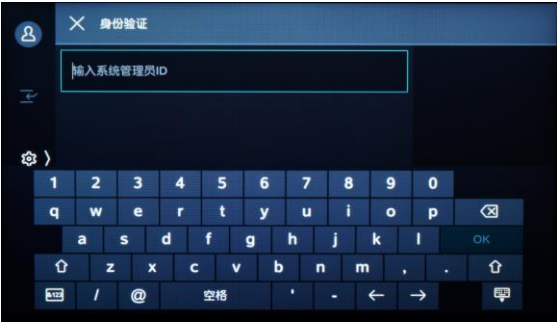 身份验证
输入系统管理员ID
1 2 3 4 5 6 7 8 9 0
q w e r t y u i o p
a s d f g h j k l OK
z x c v b n m , .
&123 / @ 空格 ' -